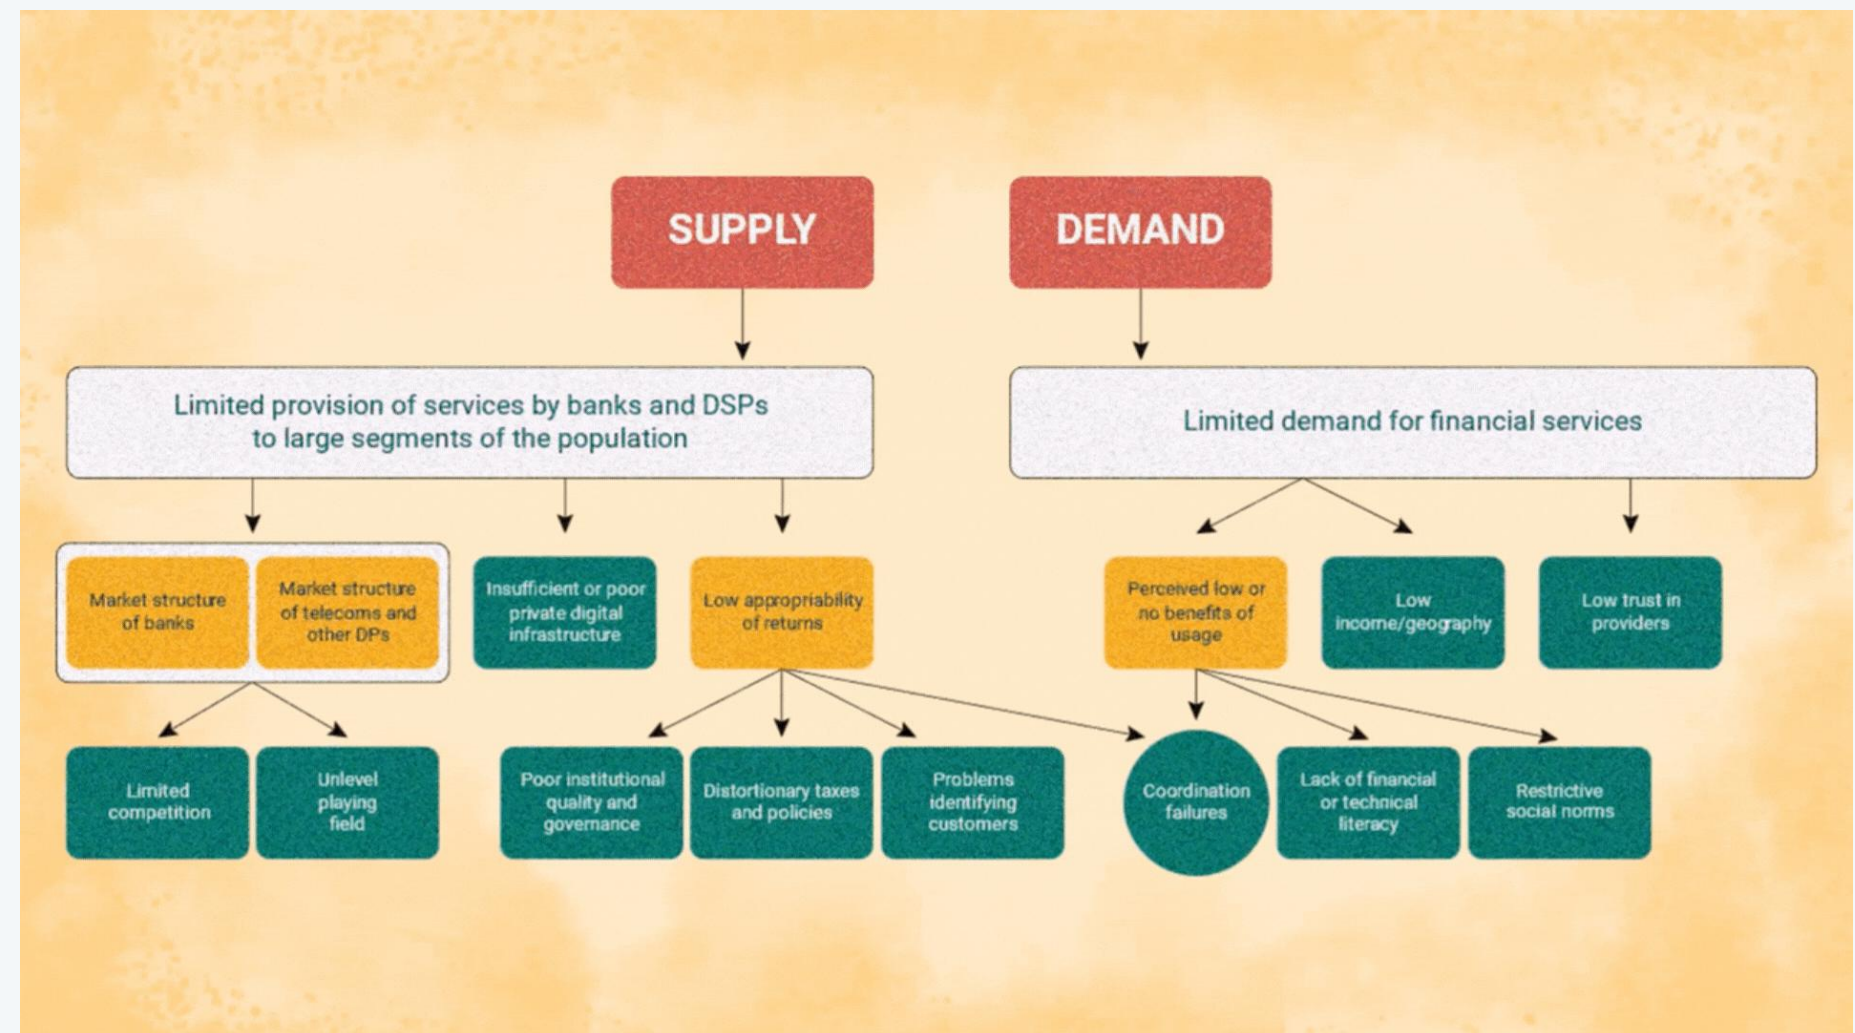 SUPPLY
DEMAND
Limited provision of services by banks and DSPs
to large segments of the population
Limited demand for financial services
Market structure
of banks
Market structure
of telecoms and
other DPs
Insufficient or poor
private digital
infrastructure
Low appropriability
of returns
Perceived low or
no benefits of
usage
Low
income/geography
Low trust in
providers
Limited
competition
Unlevel
playing
field
Poor institutional
quality and
governance
Distortionary taxes
and policies
Problems
identifying
customers
Coordination
failures
Lack of financial
or technical
literacy
Restrictive
social norms